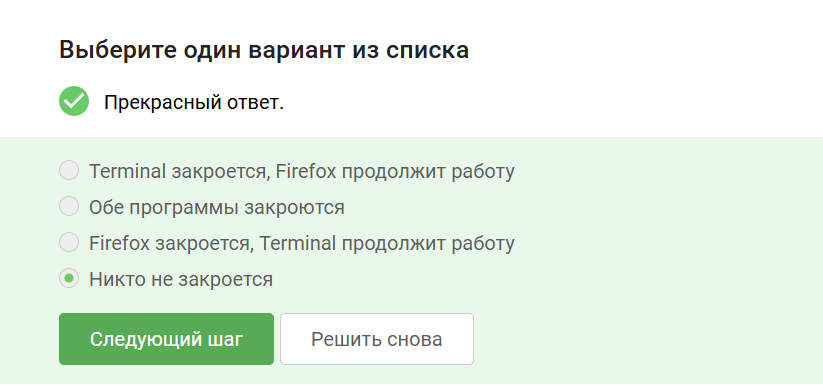 Выберите один вариант из списка
Прекрасный ответ.
Terminal закроется, Firefox продолжит работу
Обе программы закроются
Firefox закроется, Terminal продолжит работу
Никто не закроется
Следующий шаг
Решить снова